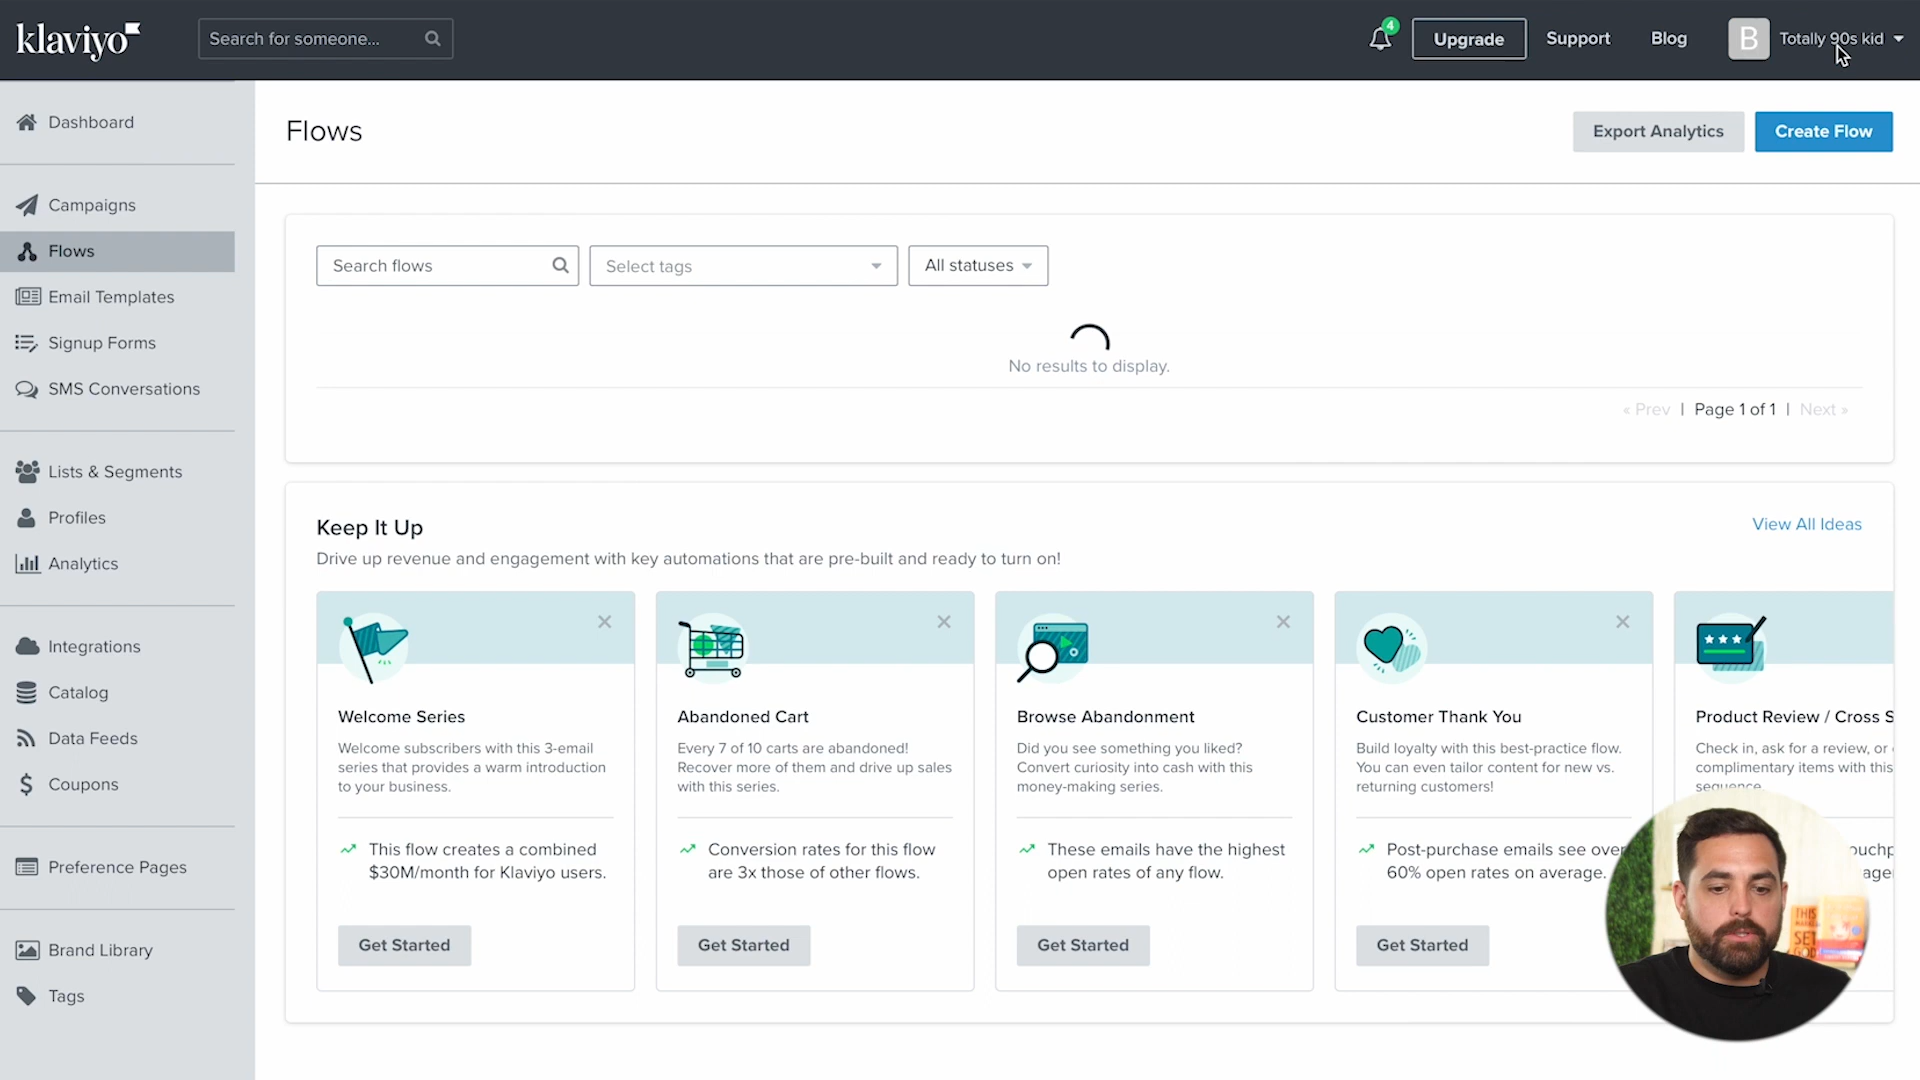 klaviyo
Search for someone...
4
Upgrade
Support
Blog
B
Totally 90s kid
Dashboard
Campaigns
Flows
Email Templates
Signup Forms
SMS Conversations
Lists & Segments
Profiles
Analytics
Integrations
Catalog
Data Feeds
Coupons
Preference Pages
Brand Library
Tags
Flows
Export Analytics
Create Flow
Search flows
Select tags
All statuses
No results to display.
« Prev | Page 1 of 1 | Next »
Keep It Up
View All Ideas
Drive up revenue and engagement with key automations that are pre-built and ready to turn on!
Welcome Series
Welcome subscribers with this 3-email
series that provides a warm introduction
to your business.
This flow creates a combined
$30M/month for Klaviyo users.
Get Started
Abandoned Cart
Every 7 of 10 carts are abandoned!
Recover more of them and drive up sales
with this series.
Conversion rates for this flow
are 3x those of other flows.
Get Started
Browse Abandonment
Did you see something you liked?
Convert curiosity into cash with this
money-making series.
These emails have the highest
open rates of any flow.
Get Started
Customer Thank You
Build loyalty with this best-practice flow.
You can even tailor content for new vs.
returning customers!
Post-purchase emails see over
60% open rates on average.
Get Started
Product Review / Cross S
Check in, ask for a review, or
complimentary items with this
sequence
THIS
SET